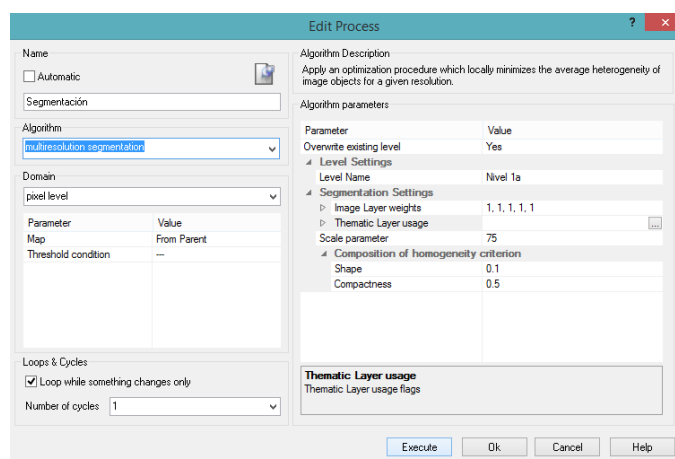 Edit Process
? x
Name
Automatic
Segmentación
Algorithm
multiresolution segmentation
Domain
pixel level
Parameter Value
Map From Parent
Threshold condition ---
Loops & Cycles
Loop while something changes only
Number of cycles 1
Algorithm Description
Apply an optimization procedure which locally minimizes the average heterogeneity of
image objects for a given resolution.
Algorithm parameters
Parameter Value
Overwrite existing level Yes
Level Settings
Level Name Nivel 1a
Segmentation Settings
Image Layer weights 1, 1, 1, 1, 1
Thematic Layer usage ...
Scale parameter 75
Composition of homogeneity criterion
Shape 0.1
Compactness 0.5
Thematic Layer usage
Thematic Layer usage flags
Execute Ok Cancel Help